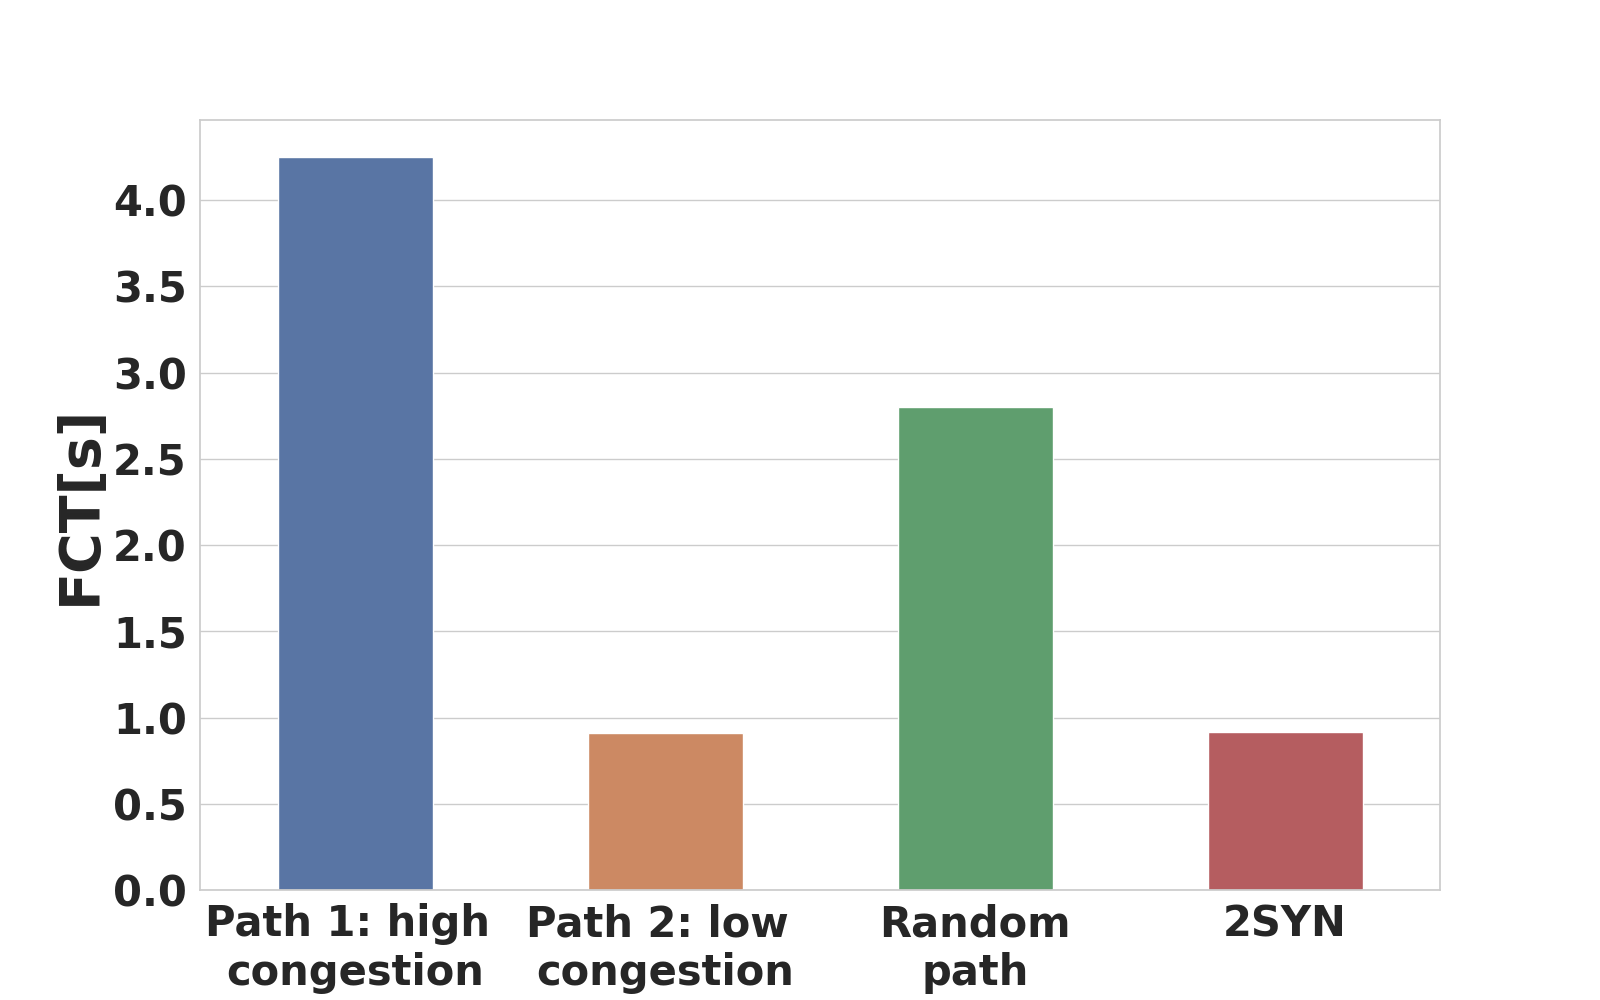 FCT[s]
4.0
3.5
3.0
2.5
2.0
1.5
1.0
0.5
0.0
Path 1: high
congestion
Path 2: low
congestion
Random
path
2SYN